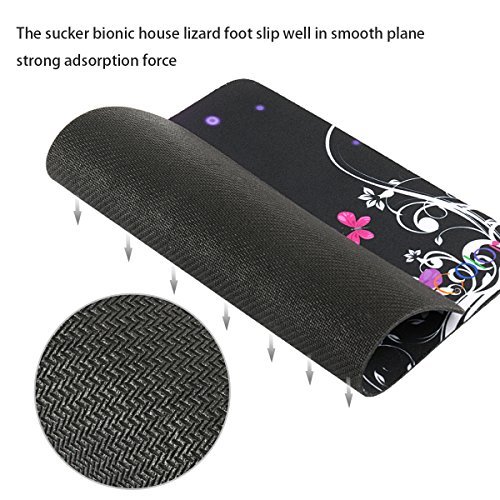 The sucker bionic house lizard foot slip well in smooth plane
strong adsorption force